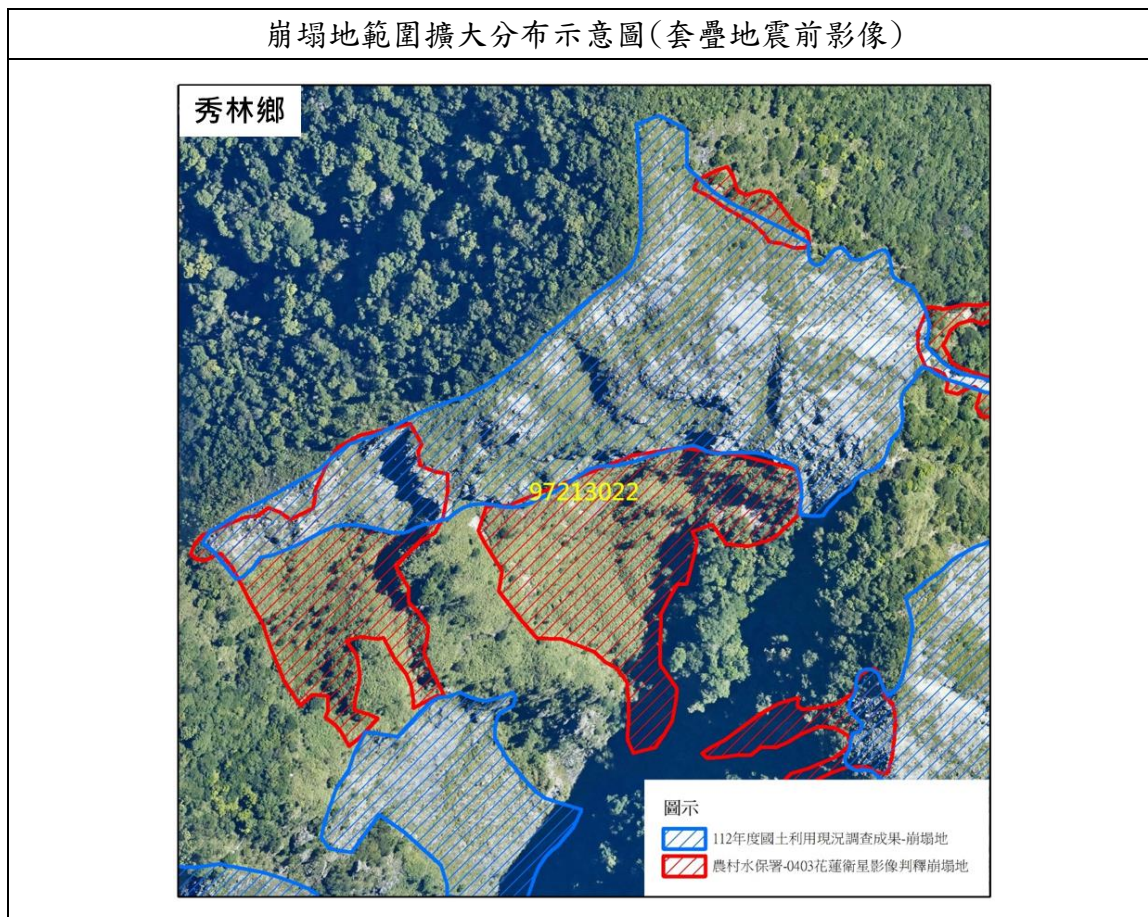 崩塌地範圍擴大分布示意圖(套疊地震前影像)
秀林鄉
97213022
圖示
112年度國土利用現況調查成果-崩塌地
農村水保署-0403花蓮衛星影像判釋崩塌地